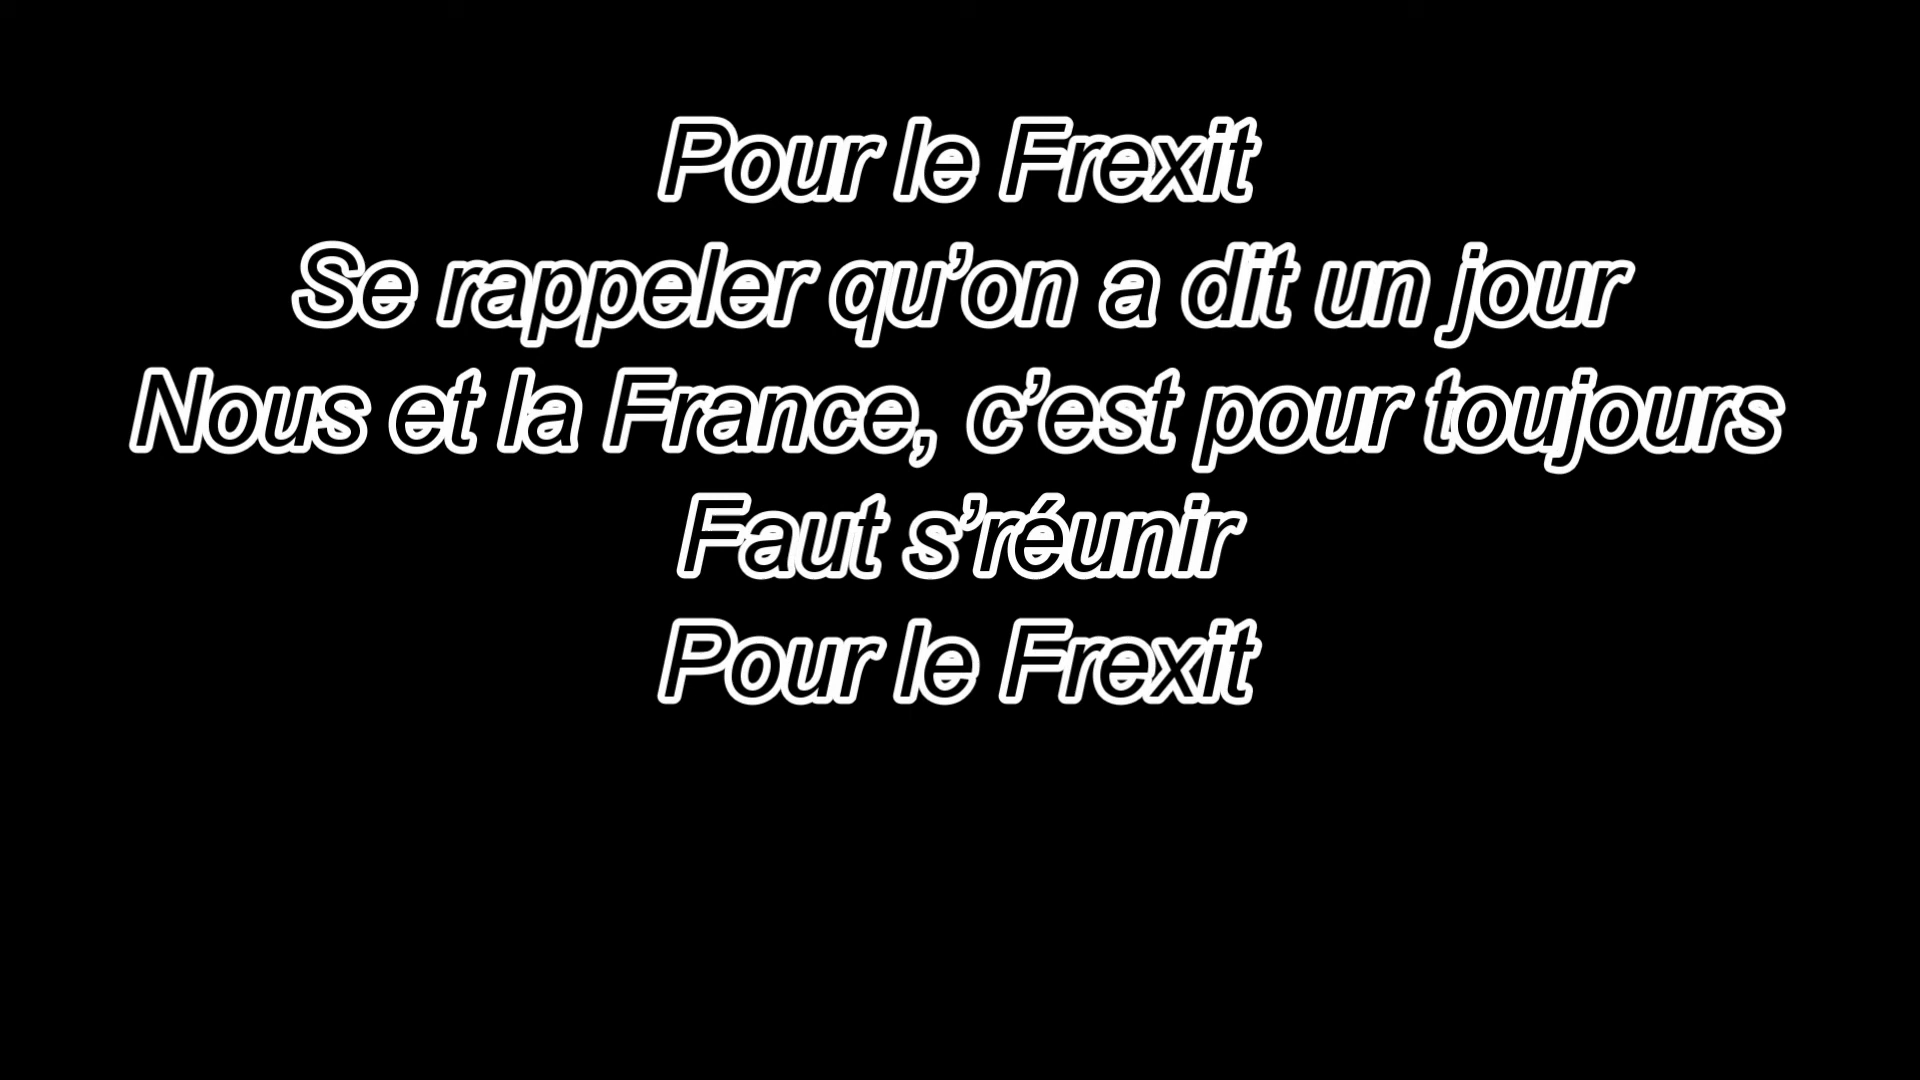 Pour le Frexit
Se rappeler qu’on a dit un jour
Nous et la France, c’est pour toujours
Faut s’réunir
Pour le Frexit